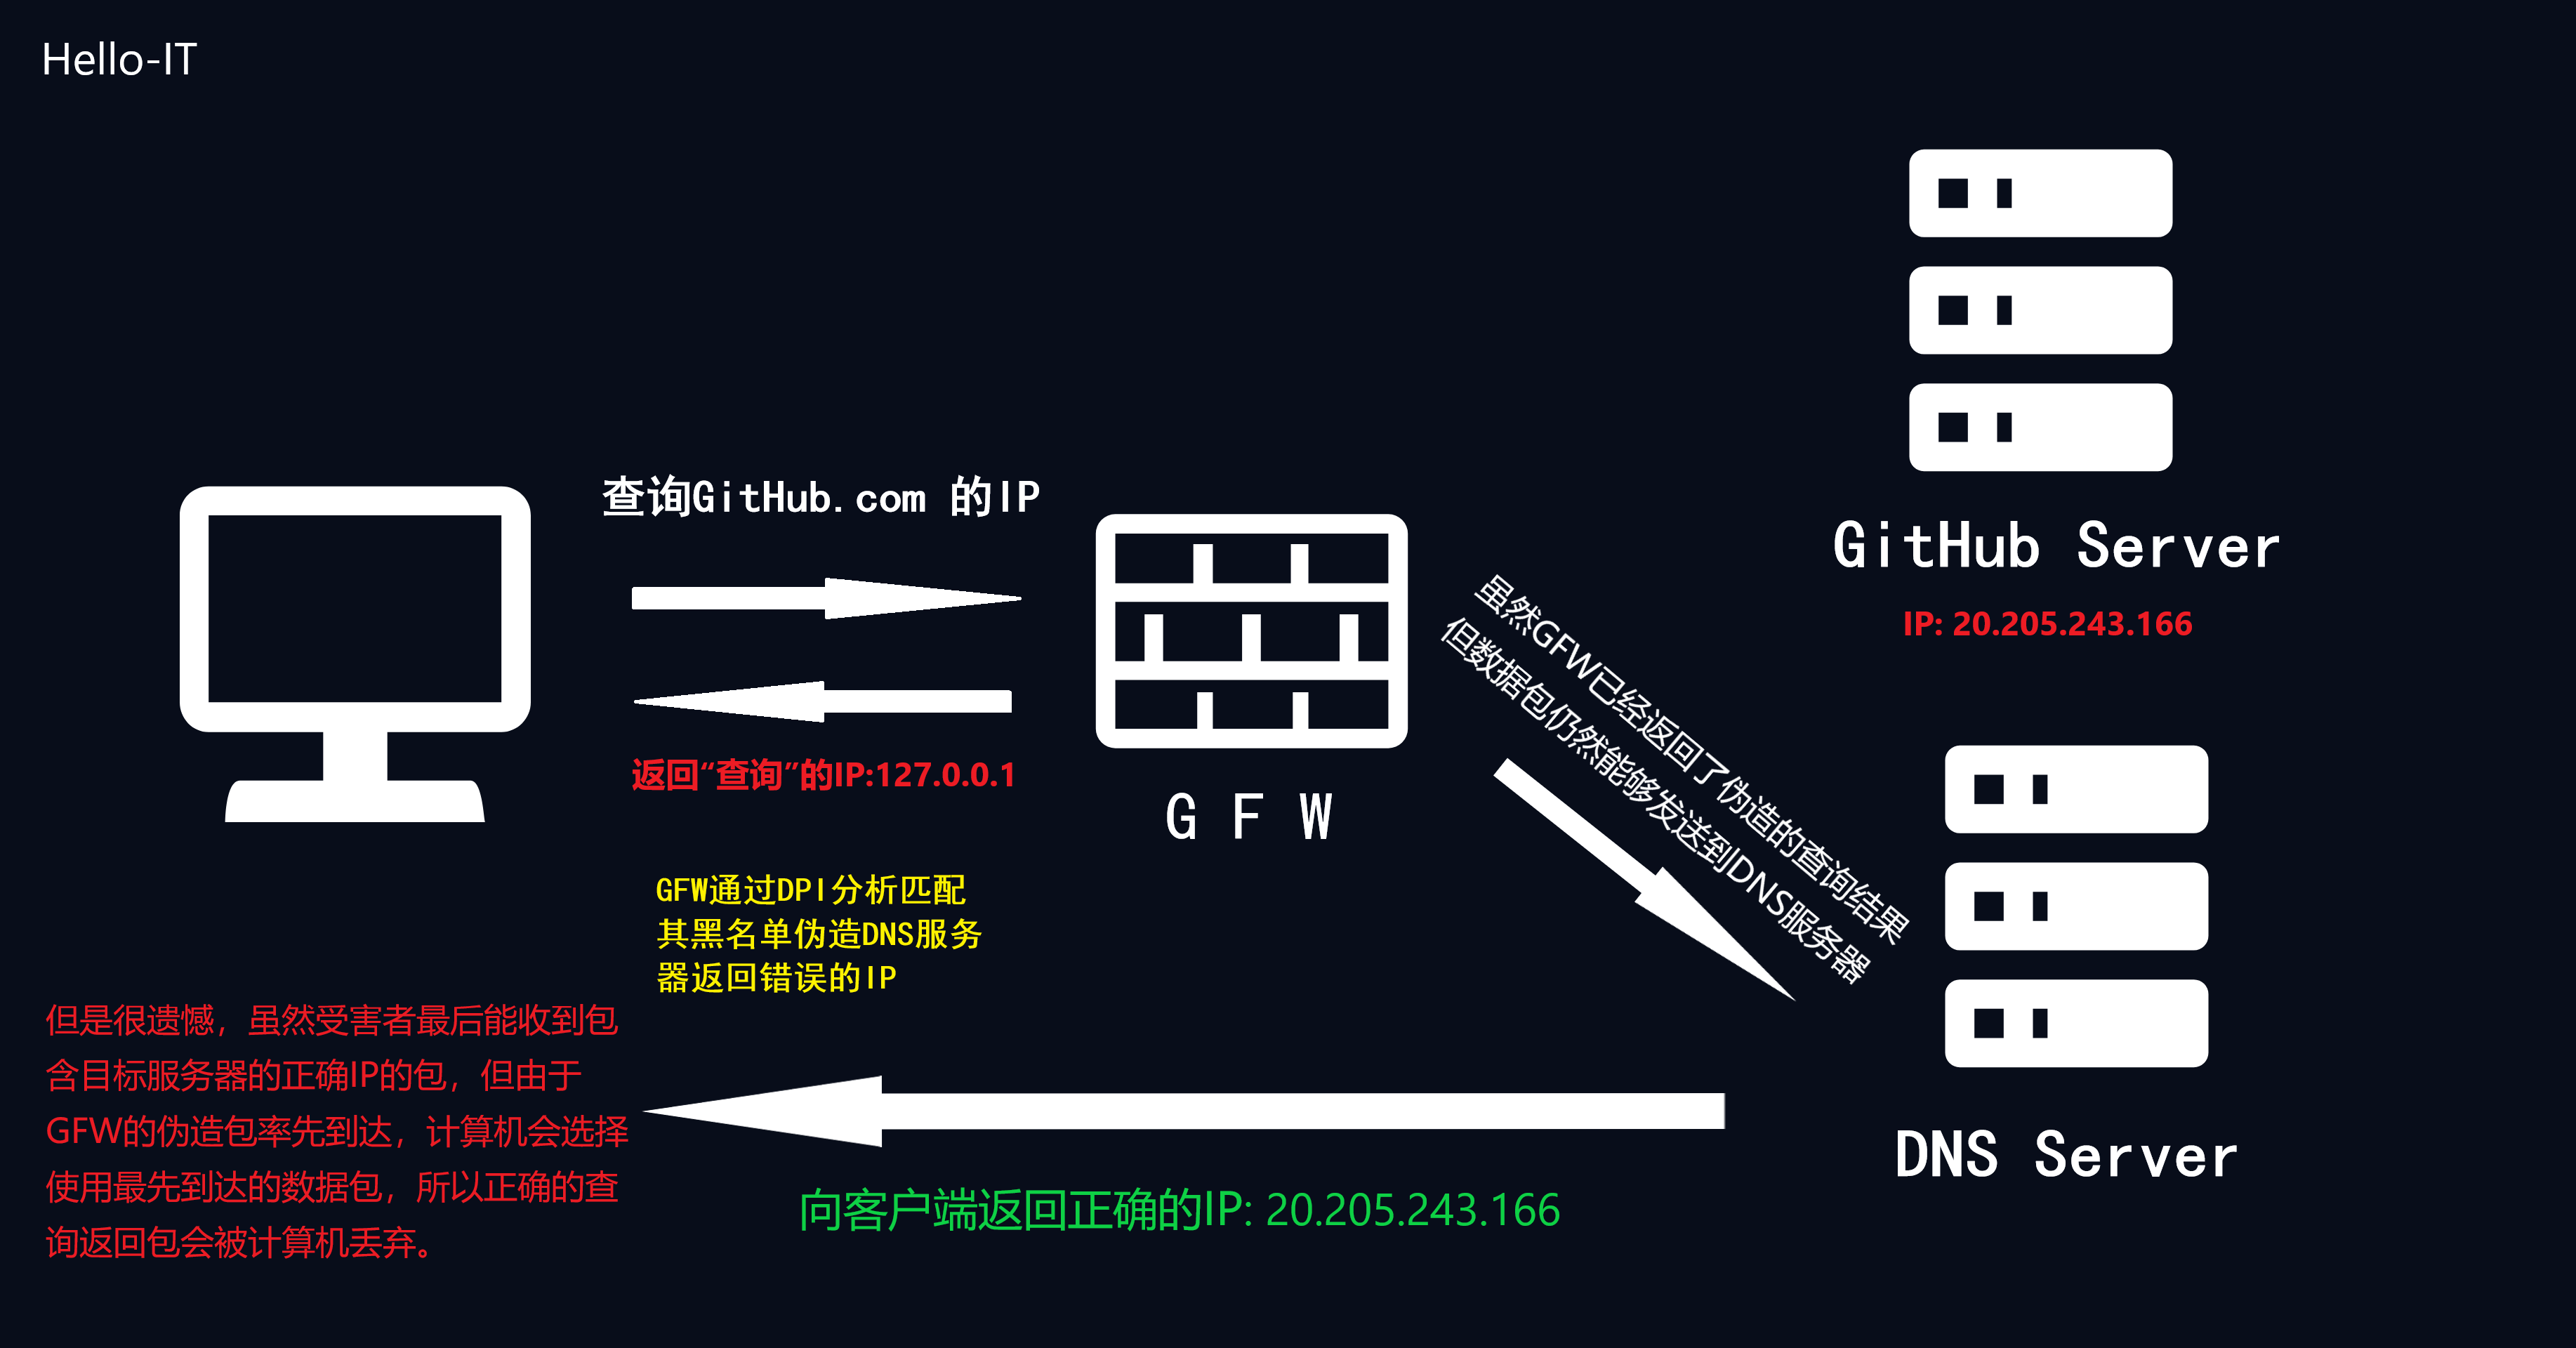 Hello-IT
查询GitHub.com 的IP
返回“查询”的IP:127.0.0.1
GFW
GFW通过DPI分析匹配
其黑名单伪造DNS服务
器返回错误的IP
虽然GFW已经返回了伪造的查询结果
但数据包仍然能够发送到DNS服务器
GitHub Server
IP: 20.205.243.166
DNS Server
向客户端返回正确的IP: 20.205.243.166
但是很遗憾，虽然受害者最后能收到包
含目标服务器的正确IP的包，但由于
GFW的伪造包率先到达，计算机会选择
使用最先到达的数据包，所以正确的查
询返回包会被计算机丢弃。